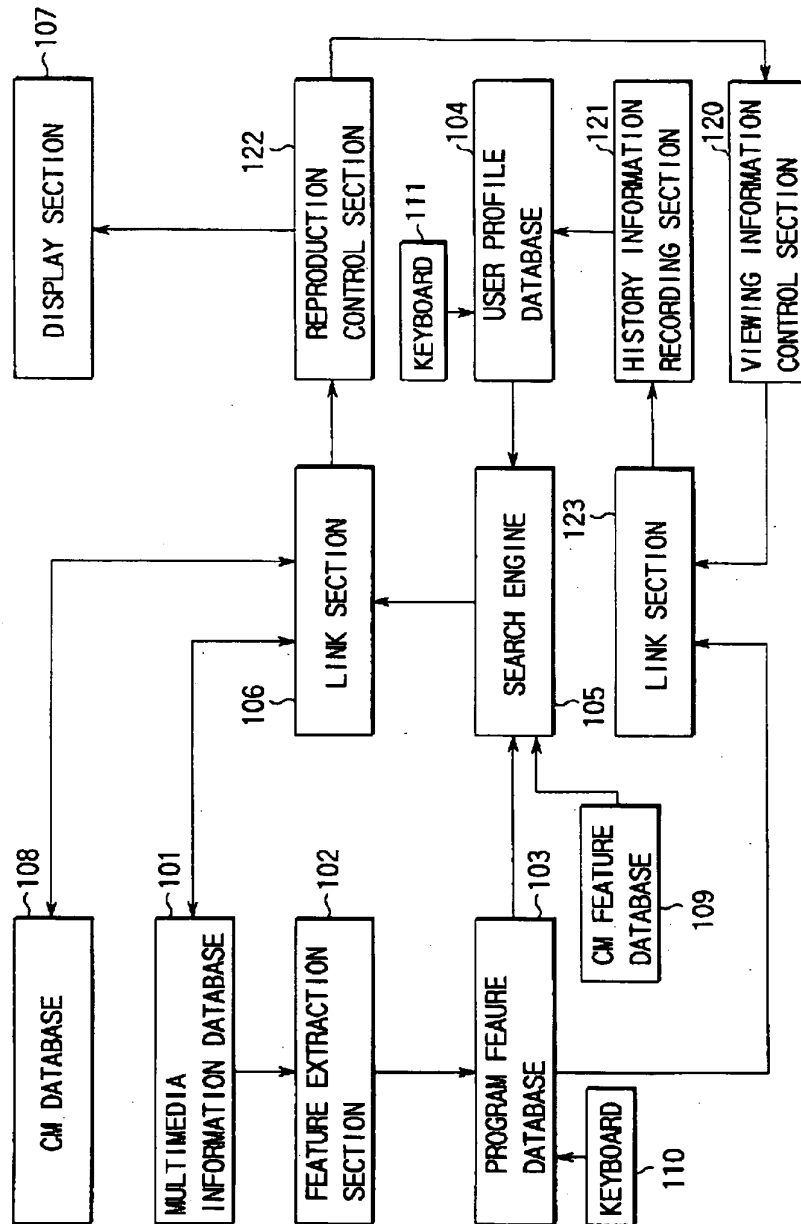 CM DATABASE
108
DISPLAY SECTION
107
MULTIMEDIA
INFORMATION DATABASE
101
106
LINK SECTION
REPRODUCTION
CONTROL SECTION
122
FEATURE EXTRACTION
SECTION
102
KEYBOARD
111
PROGRAM FEAURE
DATABASE
103
SEARCH ENGINE
105
USER PROFILE
DATABASE
104
CM FEATURE
DATABASE
109
KEYBOARD
110
123
LINK SECTION
HISTORY INFORMATION
RECORDING SECTION
121
VIEWING INFORMATION
CONTROL SECTION
120